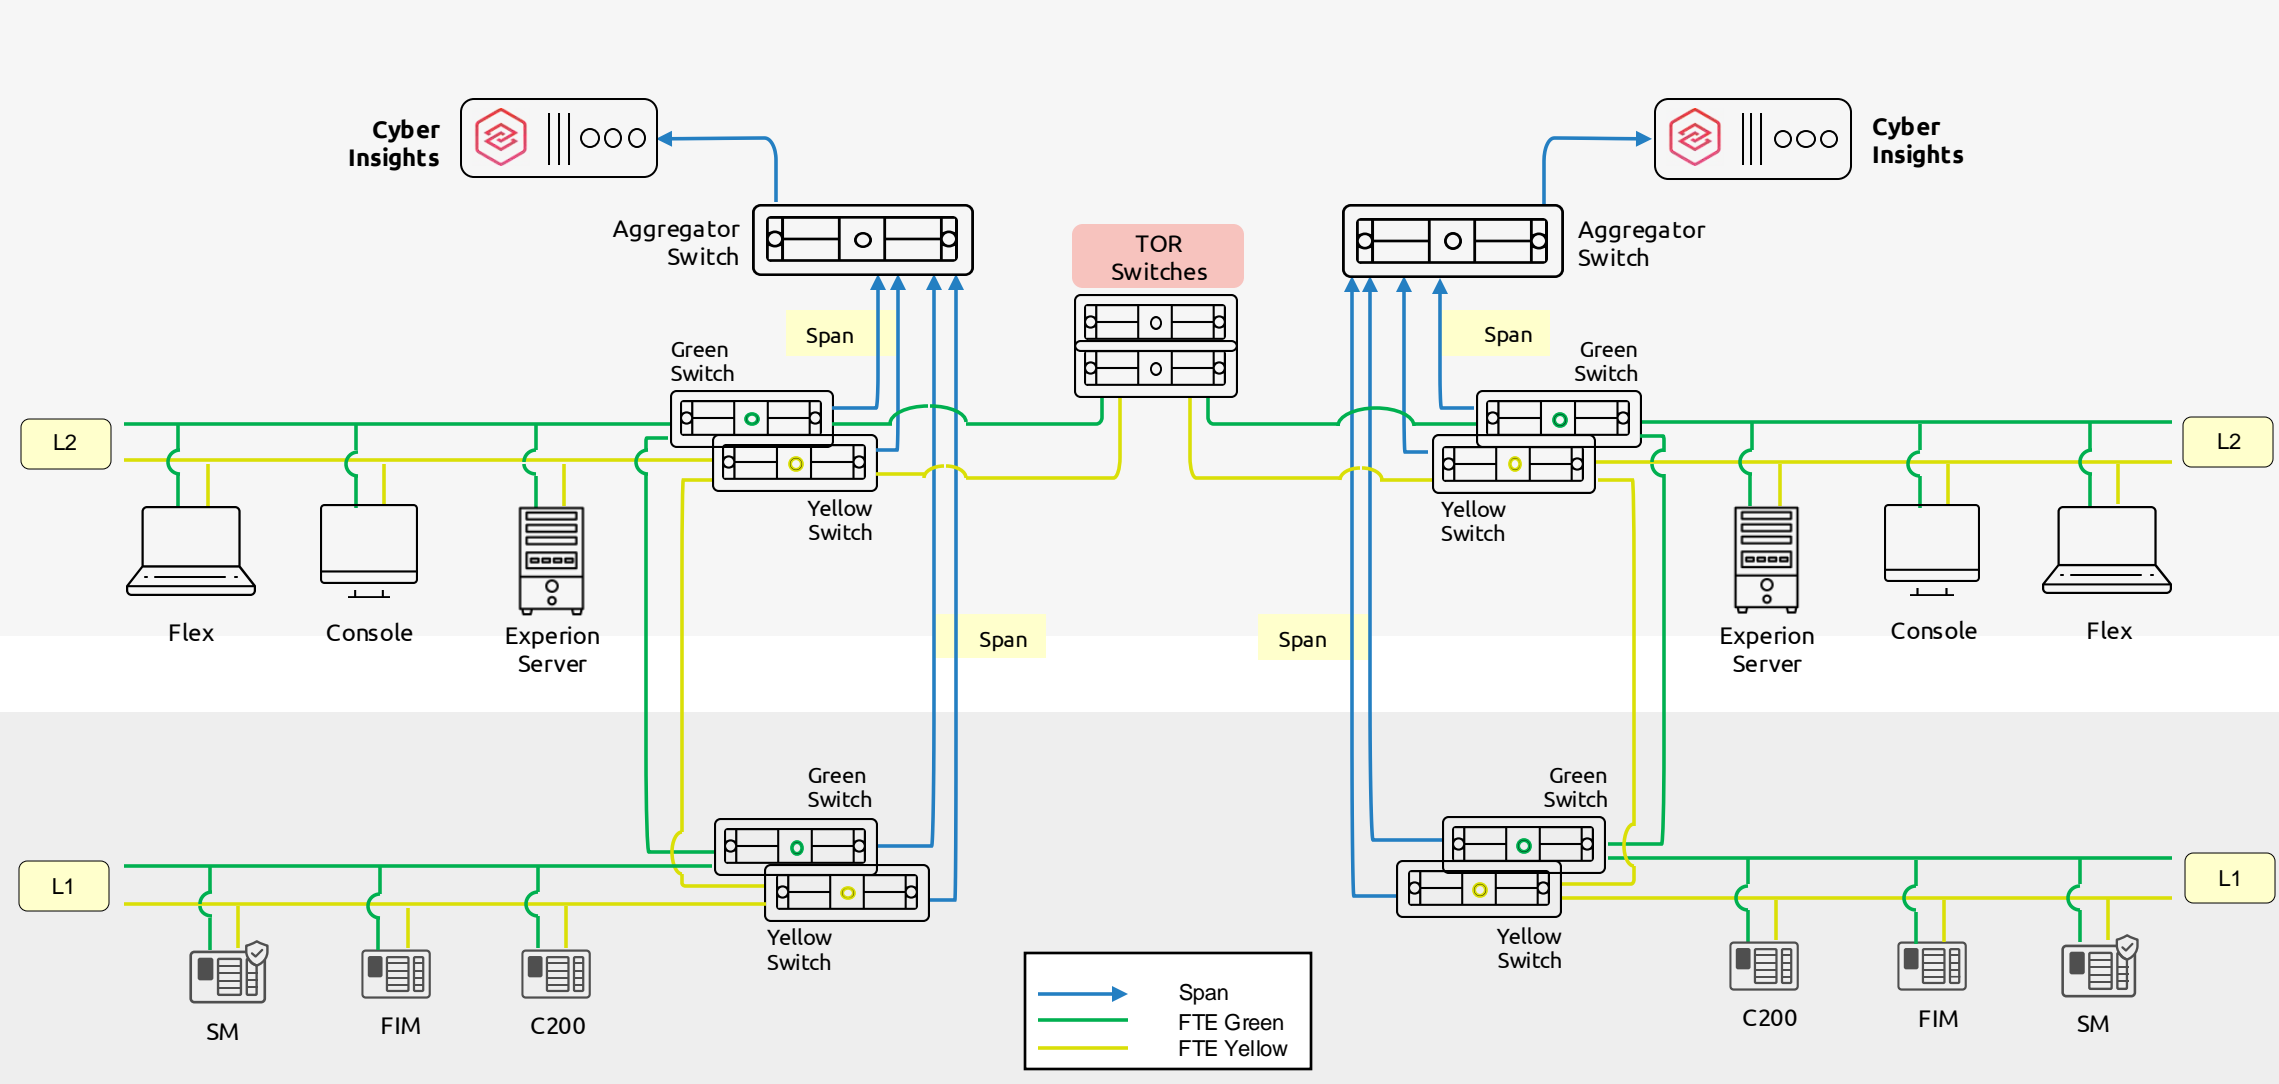 Cyber
Insights
Cyber
Insights
Aggregator
Switch
TOR
Switches
Aggregator
Switch
Span
Span
Green
Switch
Green
Switch
L2
L2
Yellow
Switch
Yellow
Switch
Flex
Console
Experion
Server
Span
Span
Experion
Server
Console
Flex
Green
Switch
Green
Switch
L1
L1
Yellow
Switch
Yellow
Switch
SM
FIM
C200
C200
FIM
SM
Span
FTE Green
FTE Yellow